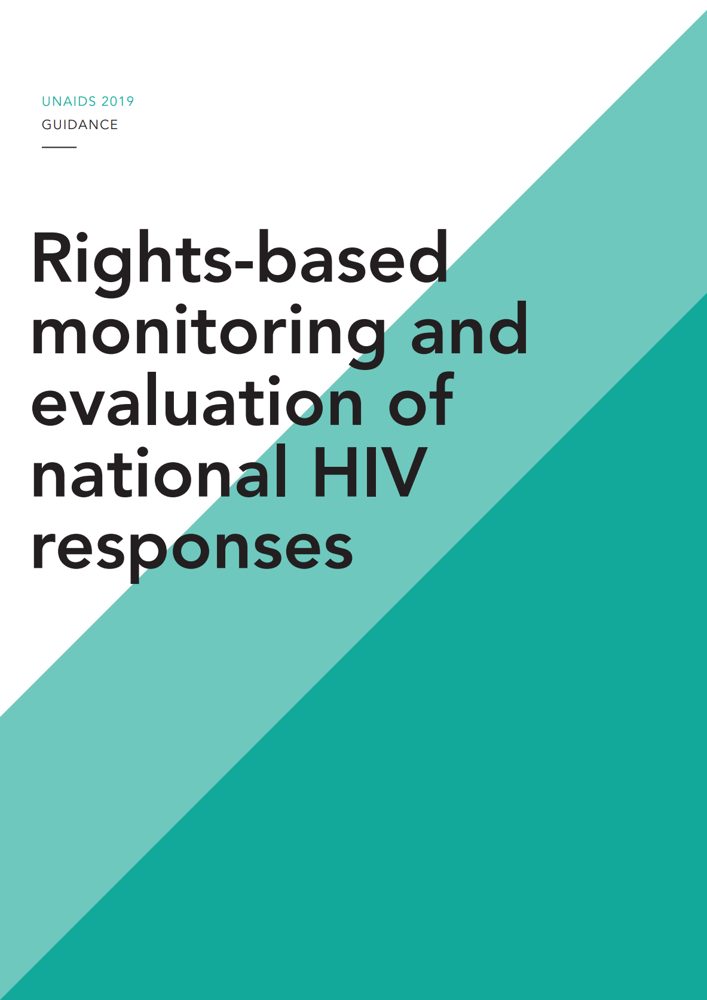 UNAIDS 2019
GUIDANCE
Rights-based
monitoring and
evaluation of
national HIV
responses